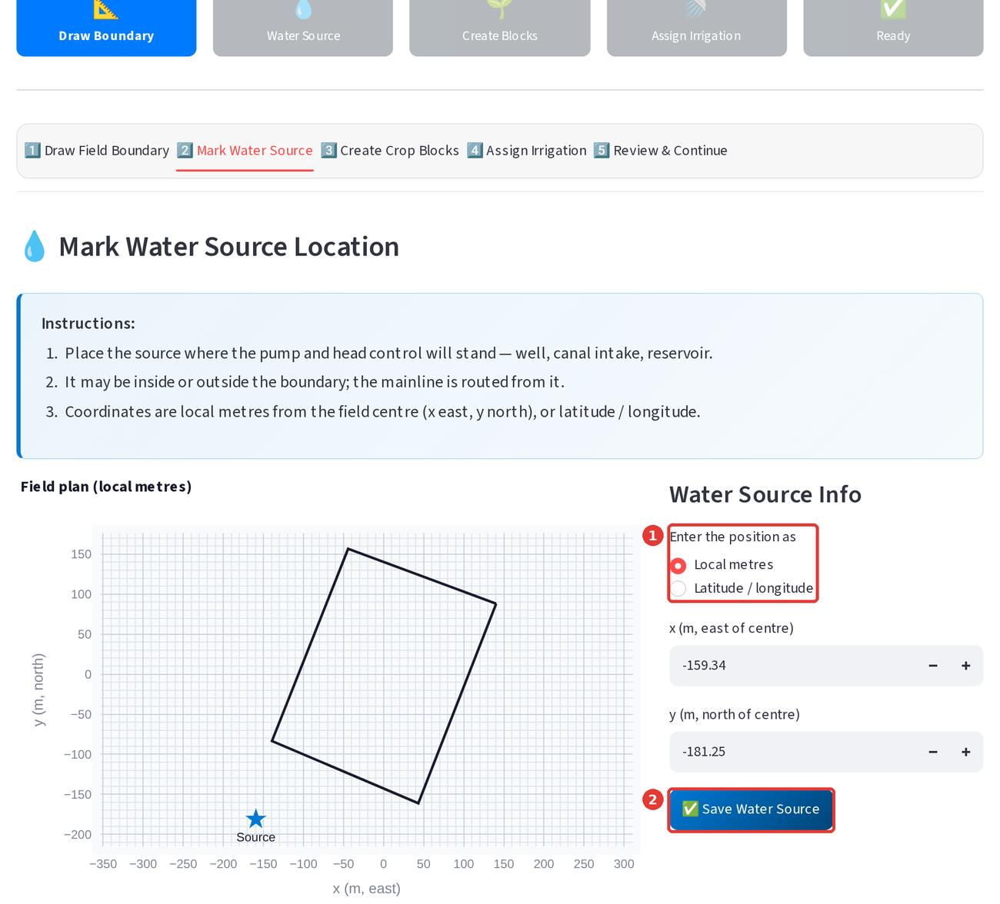 Draw Boundary
Water Source
Create Blocks
Assign Irrigation
Ready
1 Draw Field Boundary 2 Mark Water Source 3 Create Crop Blocks 4 Assign Irrigation 5 Review & Continue
Mark Water Source Location
Instructions:
1. Place the source where the pump and head control will stand — well, canal intake, reservoir.
2. It may be inside or outside the boundary; the mainline is routed from it.
3. Coordinates are local metres from the field centre (x east, y north), or latitude / longitude.
Field plan (local metres)
150
100
50
0
−50
−100
−150
−200
y (m, north)
Source
−350 −300 −250 −200 −150 −100 −50 0 50 100 150 200 250 300
x (m, east)
Water Source Info
1
Enter the position as
Local metres
Latitude / longitude
x (m, east of centre)
-159.34 − +
y (m, north of centre)
-181.25 − +
2
Save Water Source